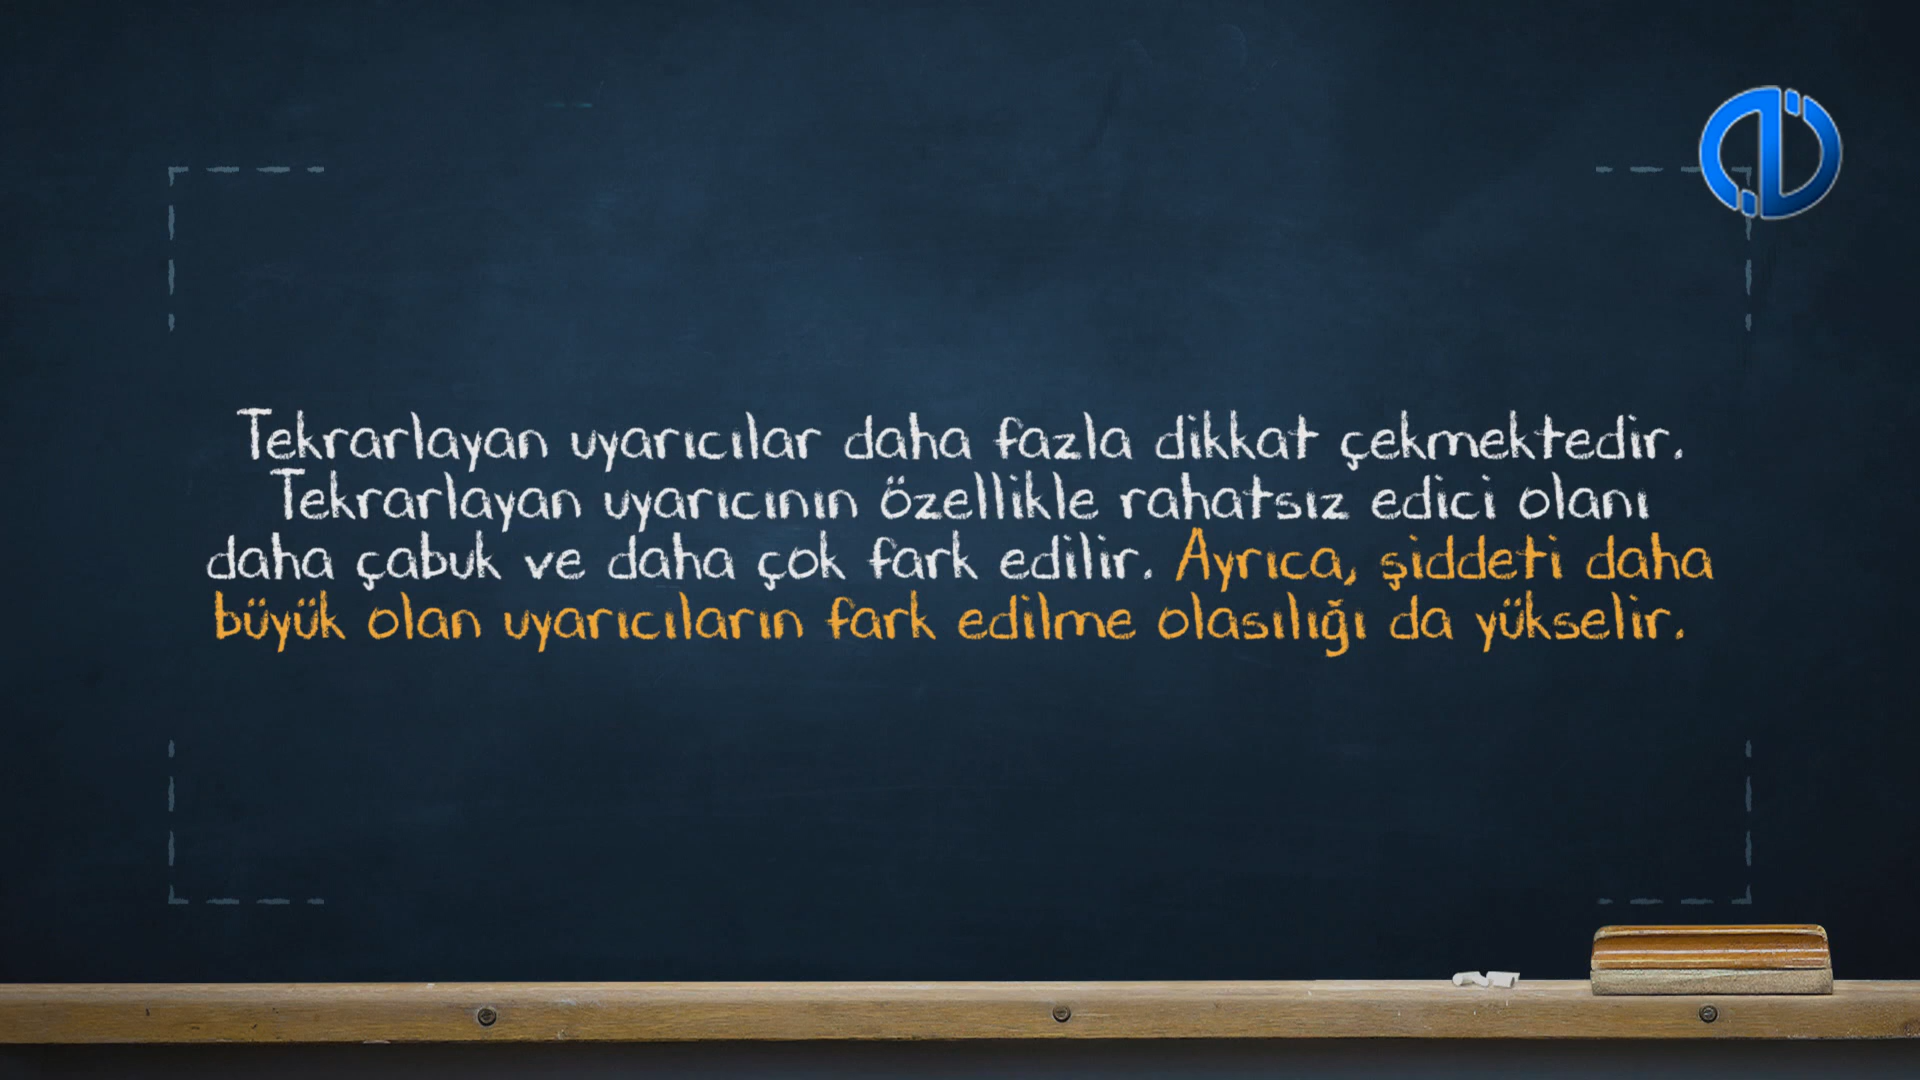 Tekrarlayan uyarıcılar daha fazla dikkat çekmektedir.
Tekrarlayan uyarıcının özellikle rahatsız edici olanı
daha çabuk ve daha çok fark edilir. Ayrıca, şiddeti daha
büyük olan uyarıcıların fark edilme olasılığı da yükselir.